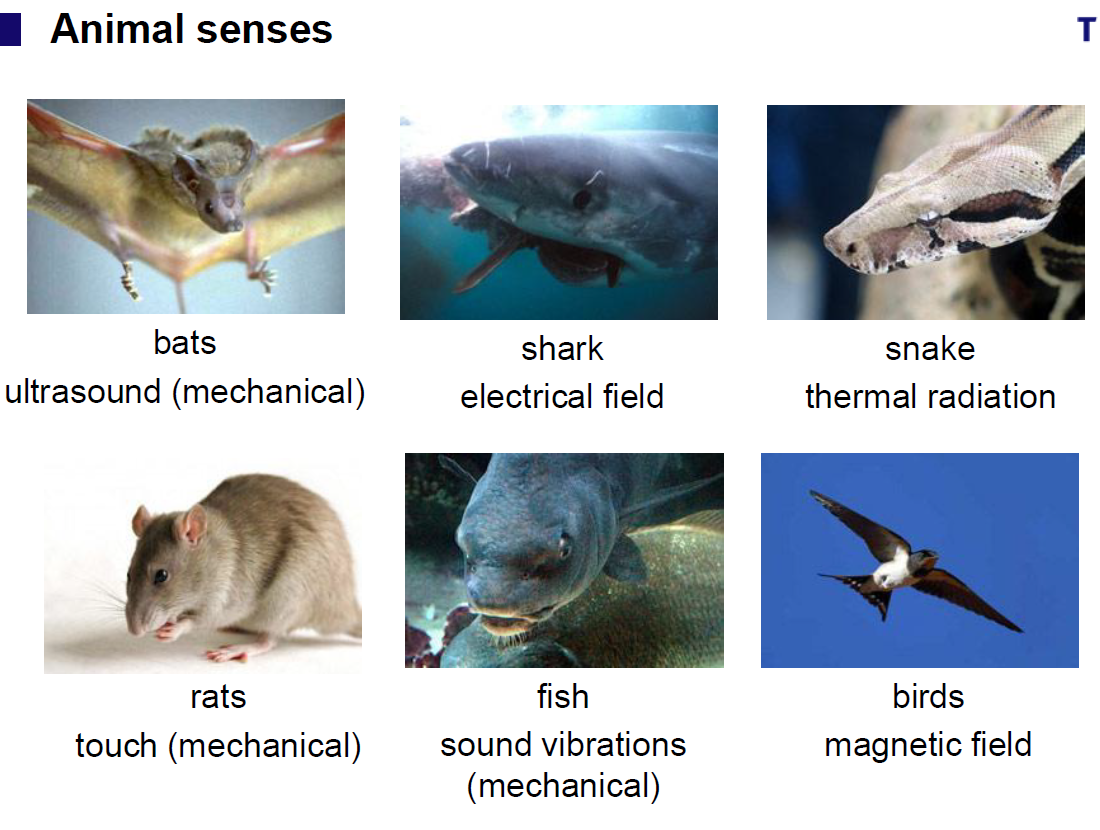 Animal senses
T
bats
ultrasound (mechanical)
shark
electrical field
snake
thermal radiation
rats
touch (mechanical)
fish
sound vibrations
(mechanical)
birds
magnetic field